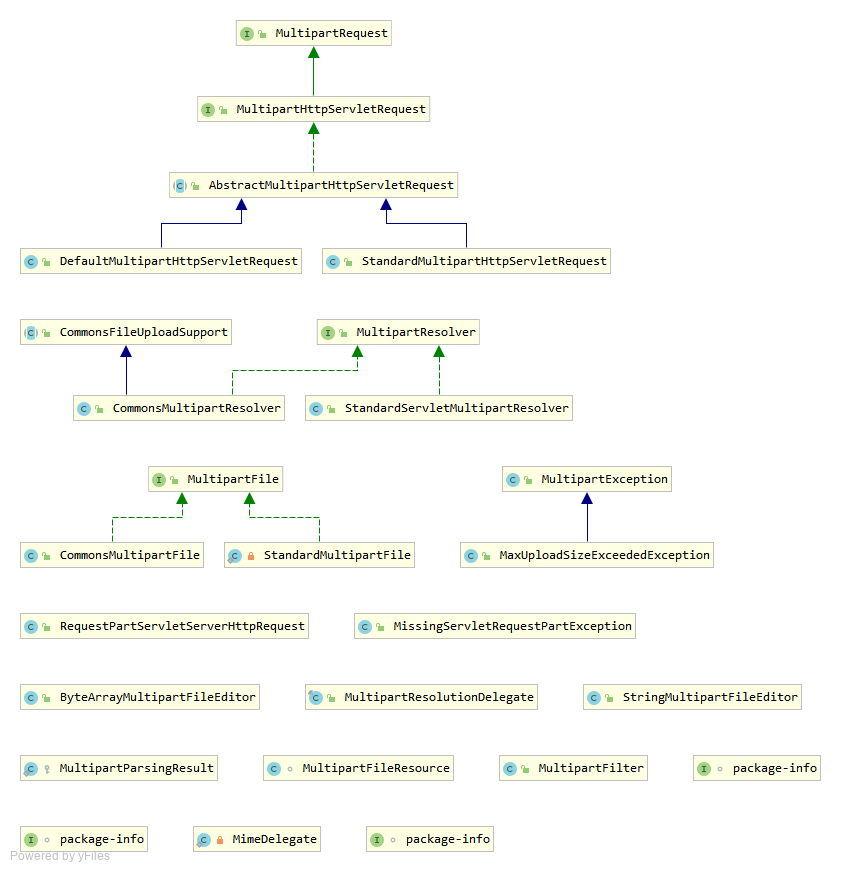 MultipartRequest
MultipartHttpServletRequest
AbstractMultipartHttpServletRequest
DefaultMultipartHttpServletRequest
StandardMultipartHttpServletRequest
CommonsFileUploadSupport
MultipartResolver
CommonsMultipartResolver
StandardServletMultipartResolver
MultipartFile
MultipartException
CommonsMultipartFile
StandardMultipartFile
MaxUploadSizeExceededException
RequestPartServletServerHttpRequest
MissingServletRequestPartException
ByteArrayMultipartFileEditor
MultipartResolutionDelegate
StringMultipartFileEditor
MultipartParsingResult
MultipartFileResource
MultipartFilter
package-info
package-info
MimeDelegate
package-info
Powered by yFiles